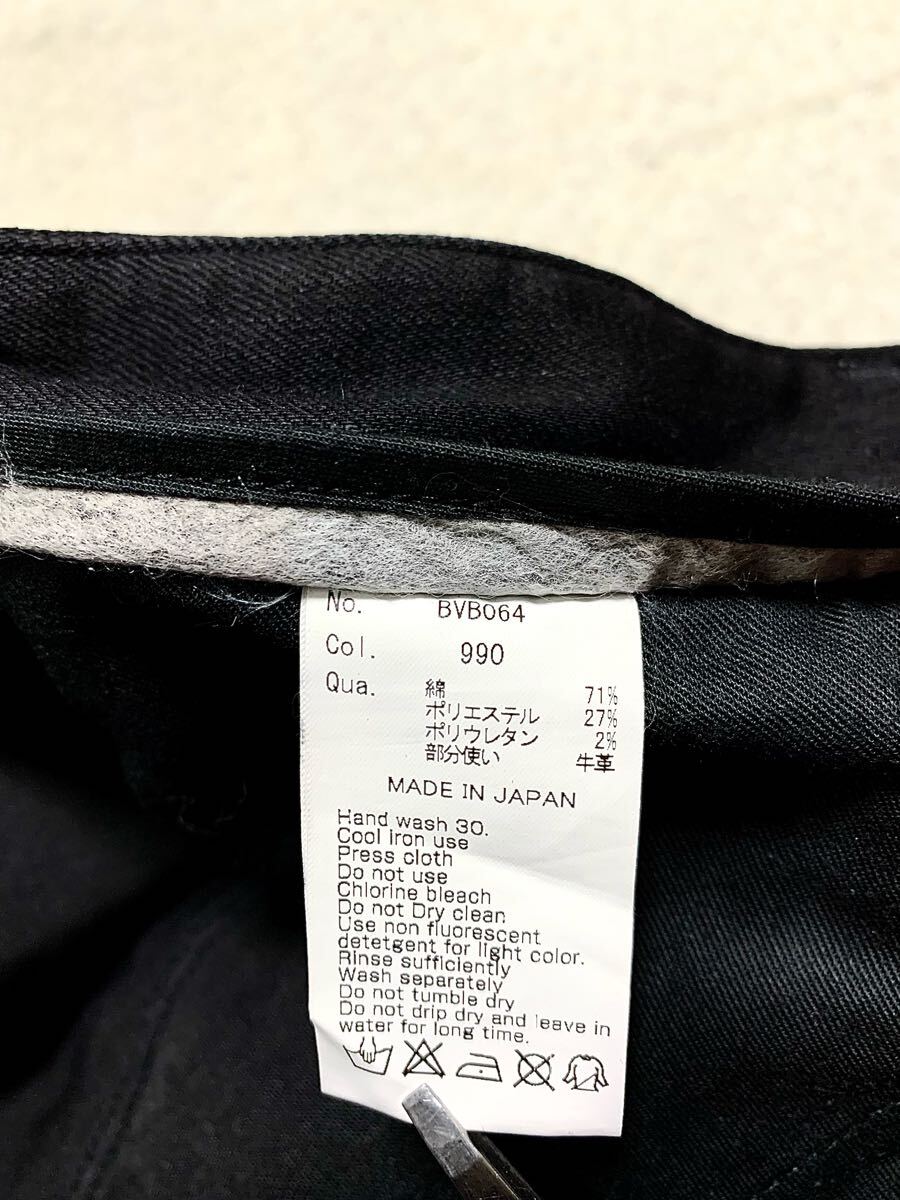 No. BVB064
Col. 990
Qua. 綿 71%
ポリエステル 27%
ポリウレタン 2%
部分使い 牛革
MADE IN JAPAN
Hand wash 30.
Cool iron use
Press cloth
Do not use
Chlorine bleach
Do not Dry clean
Use non fluorescent
detetgent for light color.
Rinse sufficiently
Wash separately
Do not tumble dry
Do not drip dry and leave in
water for long time.